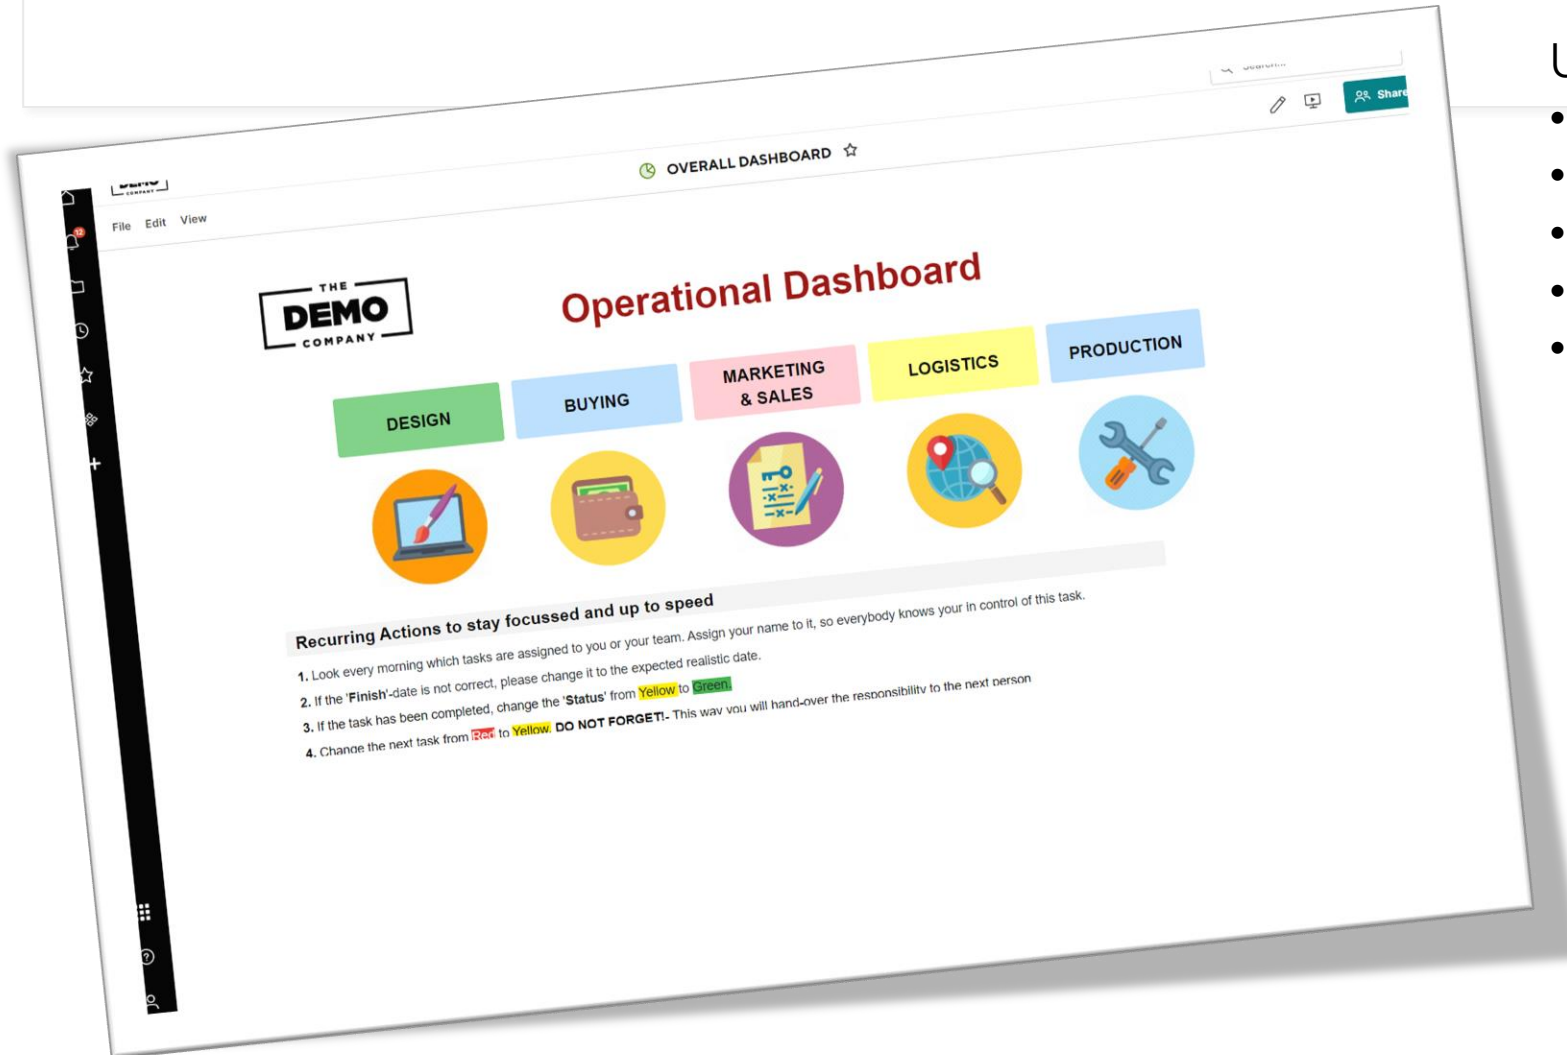 Search...
DEMO
COMPANY
OVERALL DASHBOARD
Share
File Edit View
12
THE
DEMO
COMPANY
Operational Dashboard
DESIGN
BUYING
MARKETING
& SALES
LOGISTICS
PRODUCTION
Recurring Actions to stay focussed and up to speed
1. Look every morning which tasks are assigned to you or your team. Assign your name to it, so everybody knows your in control of this task.
2. If the 'Finish'-date is not correct, please change it to the expected realistic date.
3. If the task has been completed, change the 'Status' from Yellow to Green.
4. Change the next task from Red to Yellow. DO NOT FORGET!- This way you will hand-over the responsibility to the next person